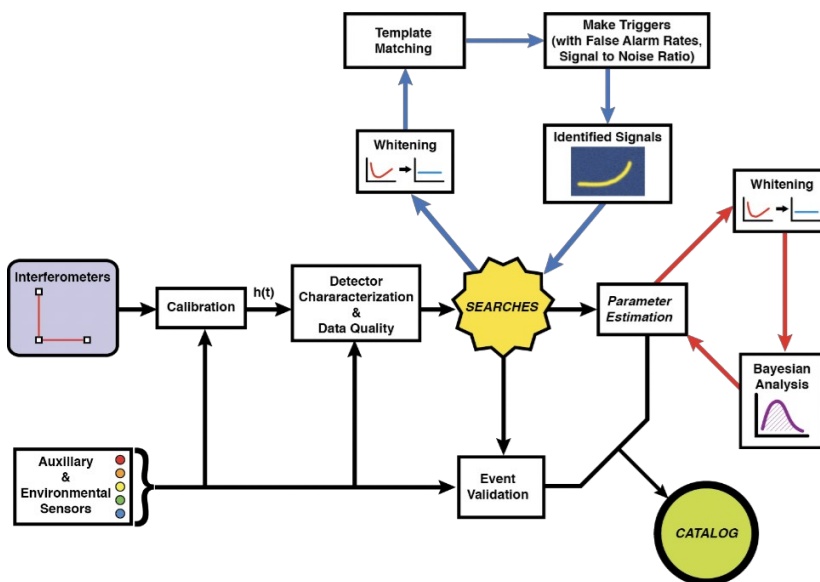 Template
Matching
Make Triggers
(with False Alarm Rates,
Signal to Noise Ratio)
Whitening
Identified Signals
Whitening
Interferometers
Calibration
h(t)
Detector
Chararacterization
&
Data Quality
SEARCHES
Parameter
Estimation
Bayesian
Analysis
Auxiliary
&
Environmental
Sensors
Event
Validation
CATALOG